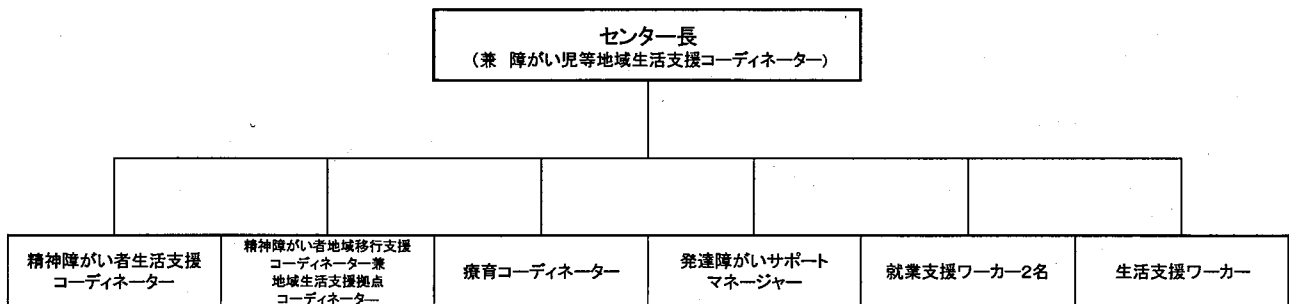 センター長
(兼　障がい児等地域生活支援コーディネーター)
精神障がい者生活支援
コーディネーター
精神障がい者地域移行支援
コーディネーター兼
地域生活支援拠点
コーディネーター
療育コーディネーター
発達障がいサポート
マネージャー
就業支援ワーカー2名
生活支援ワーカー